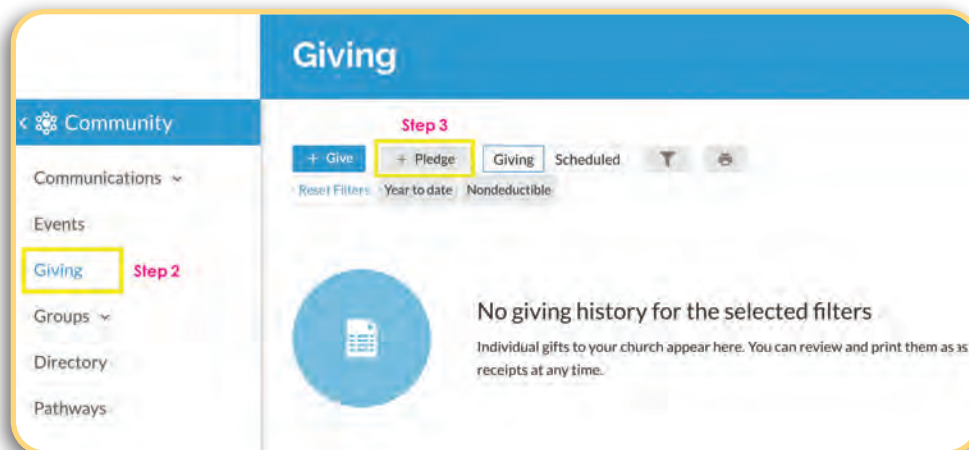 Giving
< Community
Step 3
+ Give + Pledge Giving Scheduled
Reset Filters Year to date Nondeductible
Communications
Events
Giving Step 2
Groups
Directory
Pathways
No giving history for the selected filters
Individual gifts to your church appear here. You can review and print them as as
receipts at any time.